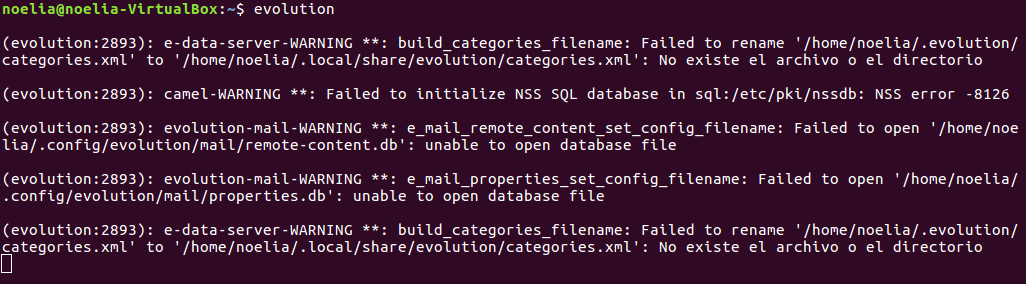 noelia@noelia-VirtualBox:~$ evolution
(evolution:2893): e-data-server-WARNING **: build_categories_filename: Failed to rename '/home/noelia/.evolution/
categories.xml' to '/home/noelia/.local/share/evolution/categories.xml': No existe el archivo o el directorio
(evolution:2893): camel-WARNING **: Failed to initialize NSS SQL database in sql:/etc/pki/nssdb: NSS error -8126
(evolution:2893): evolution-mail-WARNING **: e_mail_remote_content_set_config_filename: Failed to open '/home/noe
lia/.config/evolution/mail/remote-content.db': unable to open database file
(evolution:2893): evolution-mail-WARNING **: e_mail_properties_set_config_filename: Failed to open '/home/noelia/
.config/evolution/mail/properties.db': unable to open database file
(evolution:2893): e-data-server-WARNING **: build_categories_filename: Failed to rename '/home/noelia/.evolution/
categories.xml' to '/home/noelia/.local/share/evolution/categories.xml': No existe el archivo o el directorio